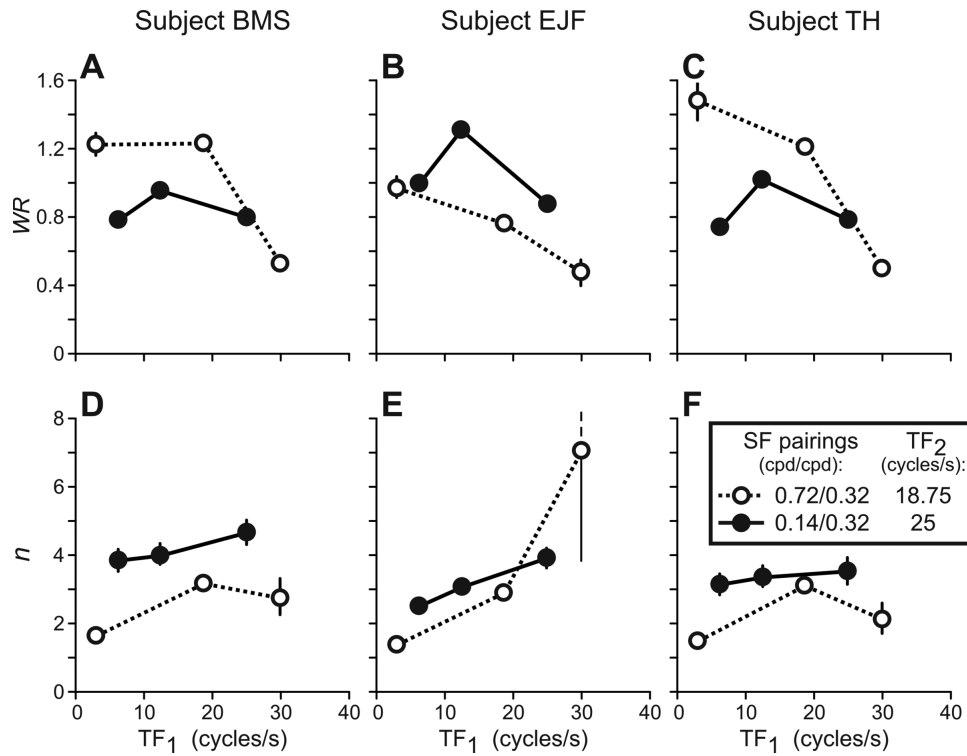 Subject BMS Subject EJF Subject TH
A B C
1.6
1.2
0.8
0.4
0
WR
0 10 20 30 40 0 10 20 30 40 0 10 20 30 40
TF1 (cycles/s) TF1 (cycles/s) TF1 (cycles/s)
D E F
8
6
4
2
0
n
SF pairings TF2
(cpd/cpd): (cycles/s):
0.72/0.32 18.75
0.14/0.32 25